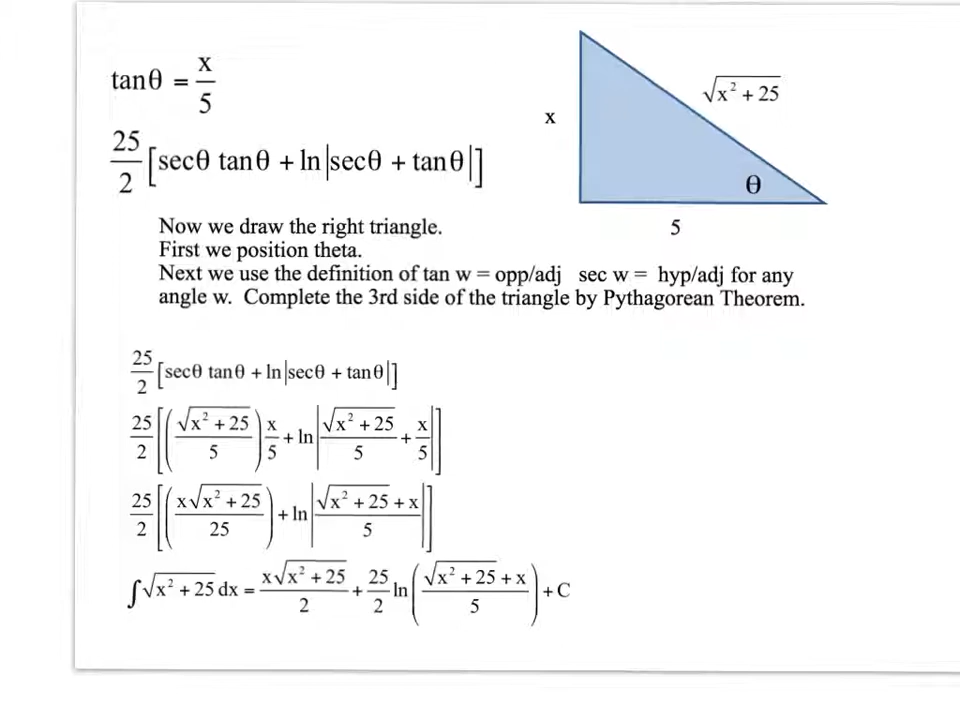 tanθ = x/5
25/2 [secθ tanθ + ln|secθ + tanθ|]
x
√(x² + 25)
θ
5
Now we draw the right triangle.
First we position theta.
Next we use the definition of tan w = opp/adj sec w = hyp/adj for any
angle w. Complete the 3rd side of the triangle by Pythagorean Theorem.
25/2 [secθ tanθ + ln|secθ + tanθ|]
25/2 [(√(x² + 25)/5) x/5 + ln|√(x² + 25)/5 + x/5|]
25/2 [(x√(x² + 25)/25) + ln|(√(x² + 25) + x)/5|]
∫√(x² + 25) dx = x√(x² + 25)/2 + 25/2 ln((√(x² + 25) + x)/5) + C